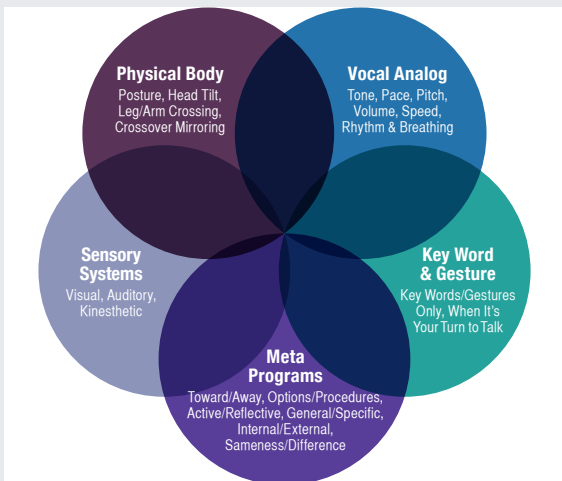 Physical Body
Posture, Head Tilt,
Leg/Arm Crossing,
Crossover Mirroring
Vocal Analog
Tone, Pace, Pitch,
Volume, Speed,
Rhythm & Breathing
Sensory
Systems
Visual, Auditory,
Kinesthetic
Key Word
& Gesture
Key Words/Gestures
Only, When It's
Your Turn to Talk
Meta
Programs
Toward/Away, Options/Procedures,
Active/Reflective, General/Specific,
Internal/External,
Sameness/Difference